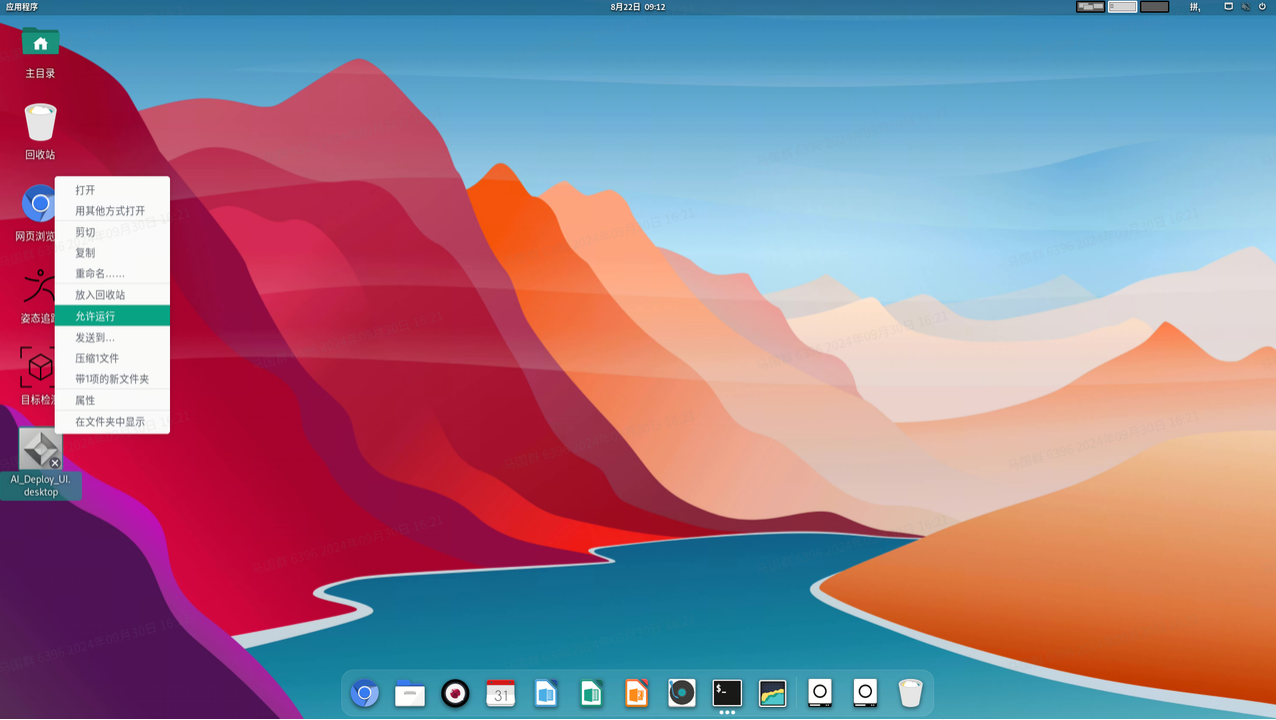 应用程序
8月22日 09:12
拼,
主目录
回收站
网页浏览
姿态追踪
目标检测
打开
用其他方式打开
剪切
复制
重命名……
放入回收站
允许运行
发送到...
压缩1文件
带1项的新文件夹
属性
在文件夹中显示
AI_Deploy_UI.
desktop
31
$-